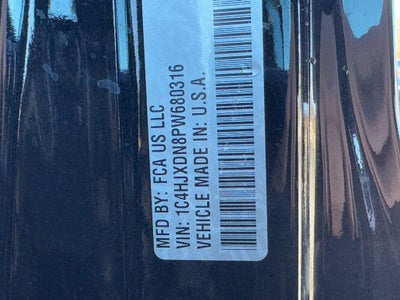 MFD BY: FCA US LLC
VIN: 1C4HJXDN8PW680316
VEHICLE MADE IN: U.S.A.